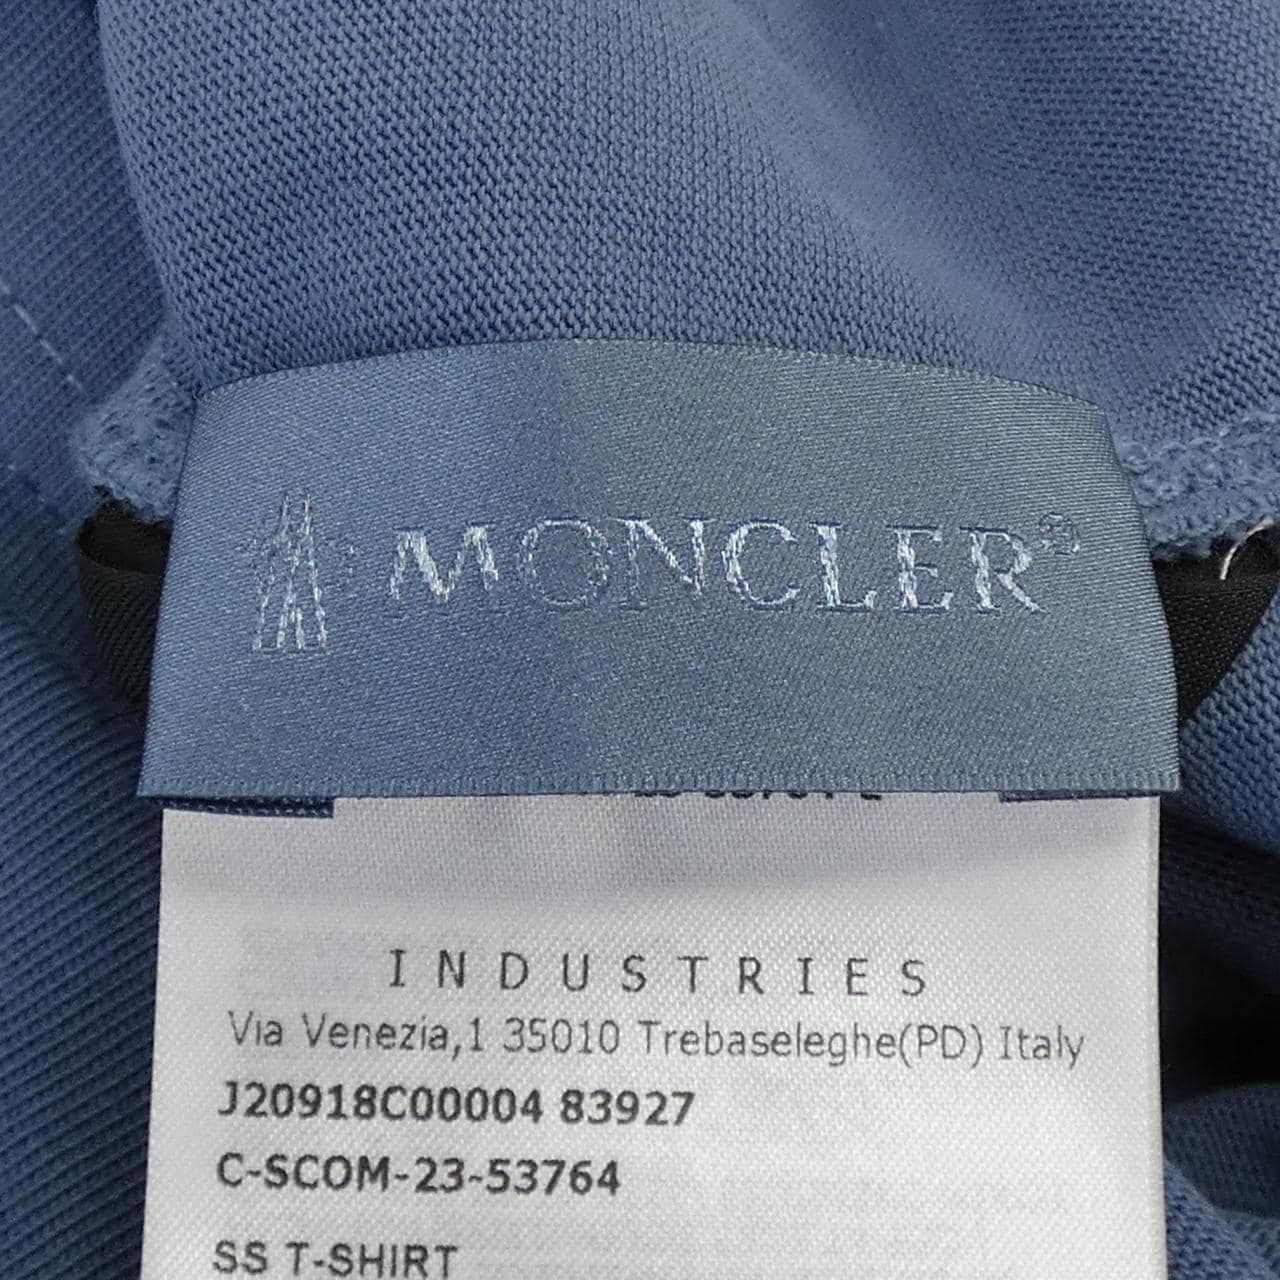 MONCLER®
INDUSTRIES
Via Venezia,1 35010 Trebaseleghe(PD) Italy
J20918C00004 83927
C-SCOM-23-53764
SS T-SHIRT